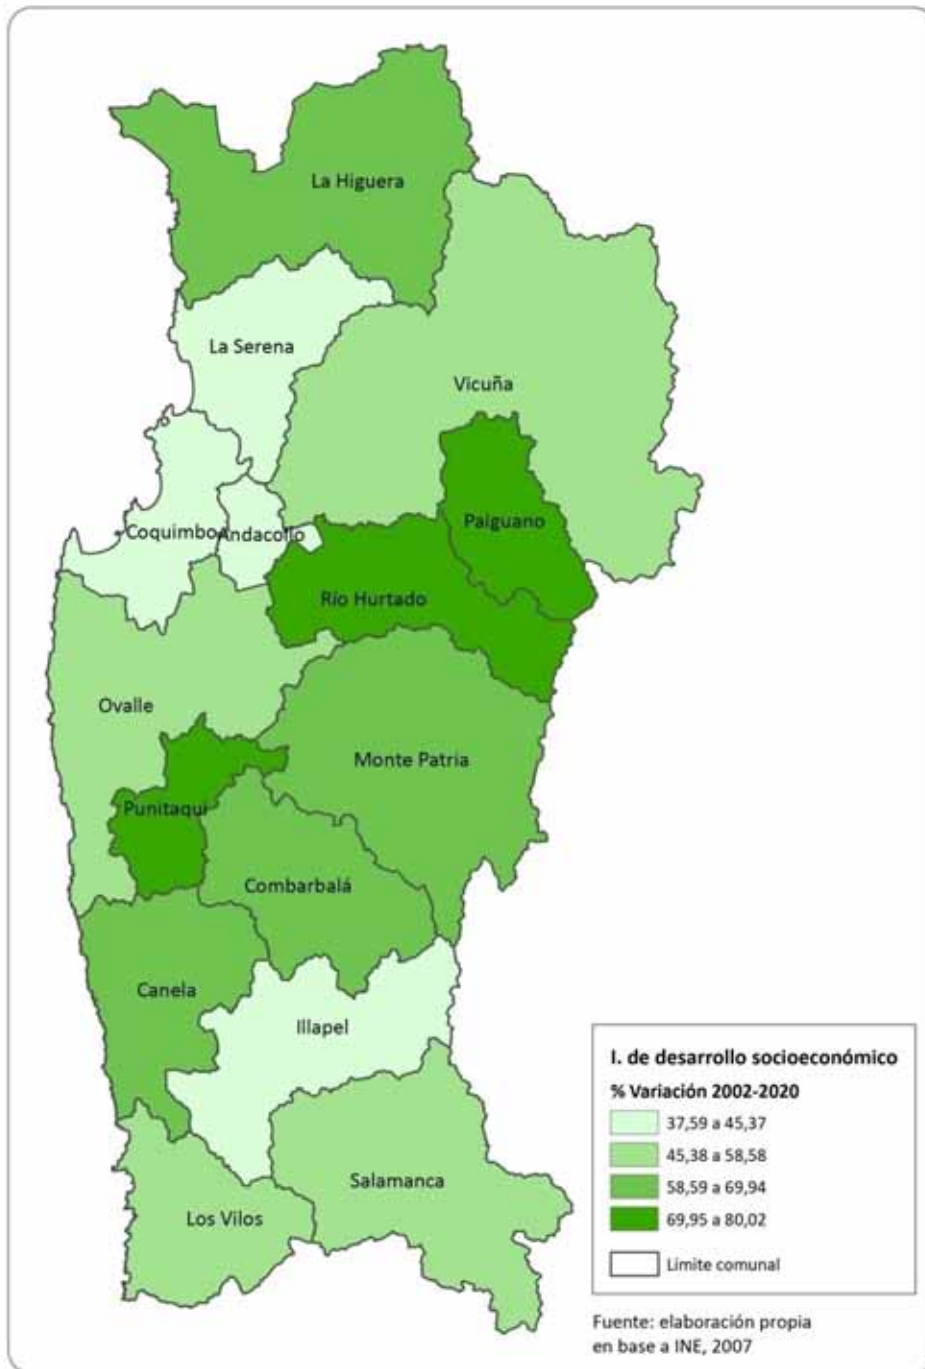 La Higuera
La Serena
Vicuña
Paiguano
Coquimbo
Andacollo
Río Hurtado
Ovalle
Monte Patria
Punitaqui
Combarbalá
Canela
Illapel
Salamanca
Los Vilos
I. de desarrollo socioeconómico
% Variación 2002-2020
37,59 a 45,37
45,38 a 58,58
58,59 a 69,94
69,95 a 80,02
Límite comunal
Fuente: elaboración propia
en base a INE, 2007